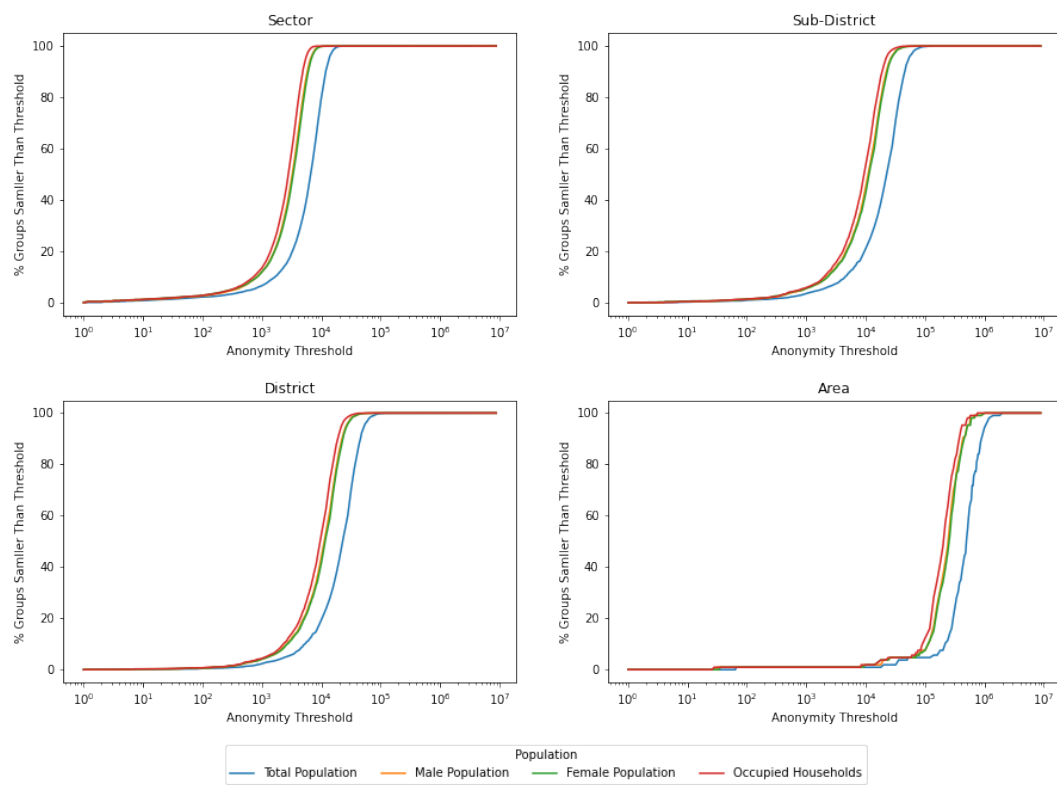 Sector
% Groups Samller Than Threshold
100
80
60
40
20
0
10⁰ 10¹ 10² 10³ 10⁴ 10⁵ 10⁶ 10⁷
Anonymity Threshold
Sub-District
% Groups Samller Than Threshold
100
80
60
40
20
0
10⁰ 10¹ 10² 10³ 10⁴ 10⁵ 10⁶ 10⁷
Anonymity Threshold
District
% Groups Samller Than Threshold
100
80
60
40
20
0
10⁰ 10¹ 10² 10³ 10⁴ 10⁵ 10⁶ 10⁷
Anonymity Threshold
Area
% Groups Samller Than Threshold
100
80
60
40
20
0
10⁰ 10¹ 10² 10³ 10⁴ 10⁵ 10⁶ 10⁷
Anonymity Threshold
Population
Total Population Male Population Female Population Occupied Households